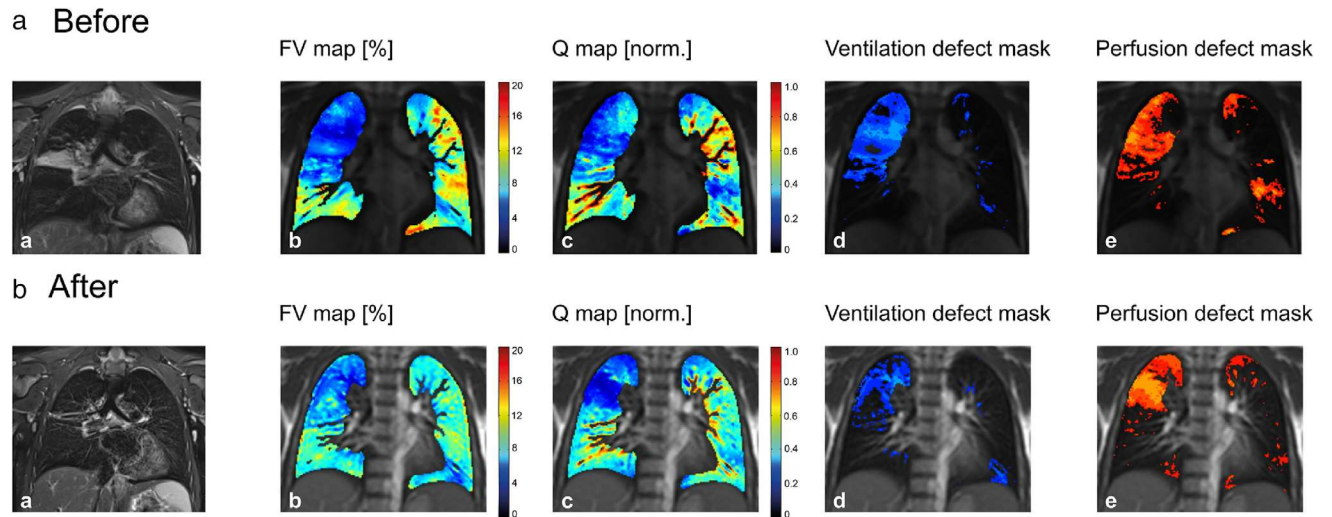 a Before
FV map [%]
Q map [norm.]
Ventilation defect mask
Perfusion defect mask
a
b
20
16
12
8
4
0
c
1.0
0.8
0.6
0.4
0.2
0
d
e
b After
FV map [%]
Q map [norm.]
Ventilation defect mask
Perfusion defect mask
a
b
20
16
12
8
4
0
c
1.0
0.8
0.6
0.4
0.2
0
d
e